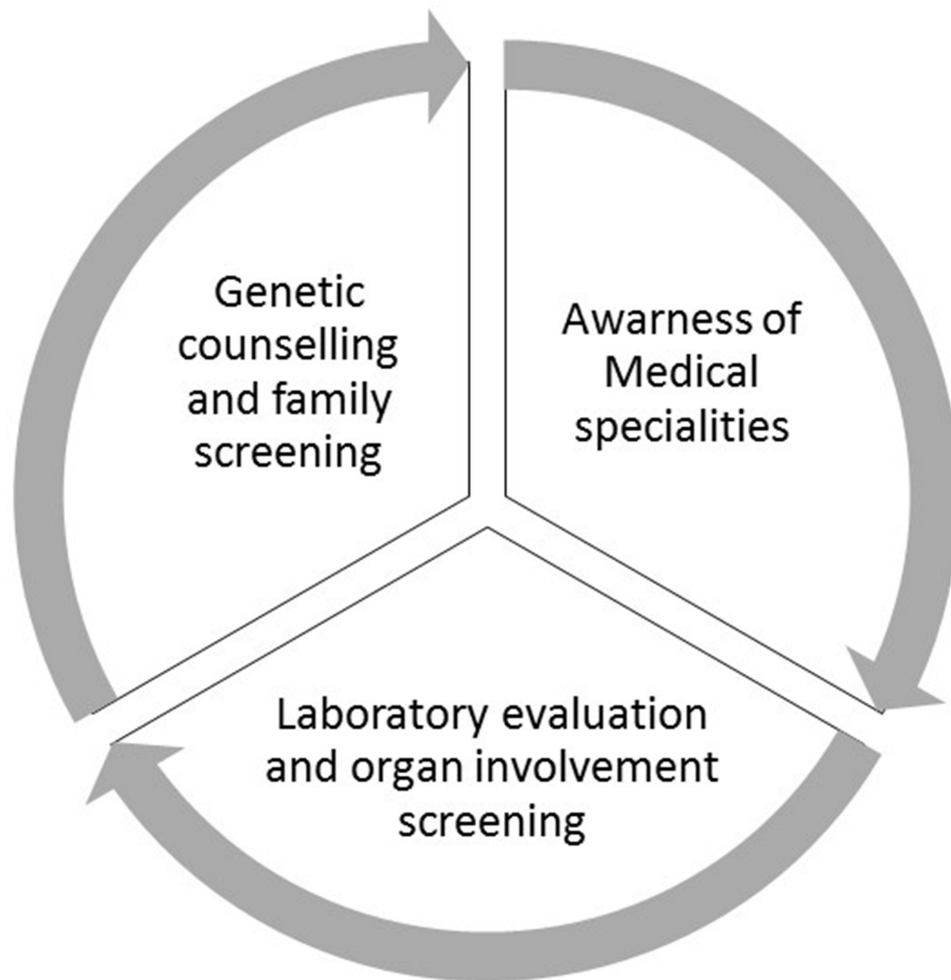 Genetic
counselling
and family
screening
Awarness of
Medical
specialities
Laboratory evaluation
and organ involvement
screening